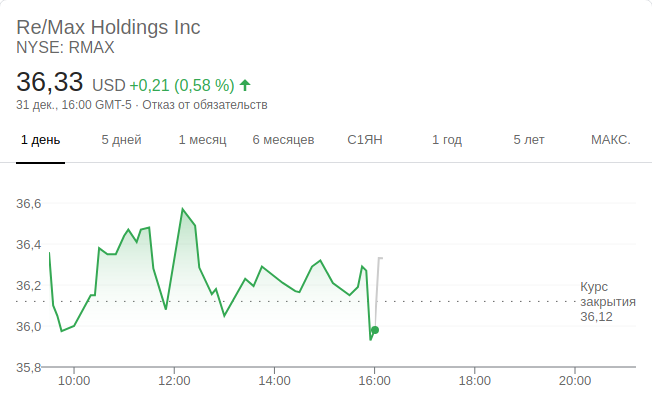 Re/Max Holdings Inc
NYSE: RMAX
36,33 USD +0,21 (0,58 %)
31 дек., 16:00 GMT-5 · Отказ от обязательств
1 день 5 дней 1 месяц 6 месяцев С1ЯН 1 год 5 лет МАКС.
36,6
36,4
36,2
36,0
35,8
Курс
закрытия
36,12
10:00 12:00 14:00 16:00 18:00 20:00